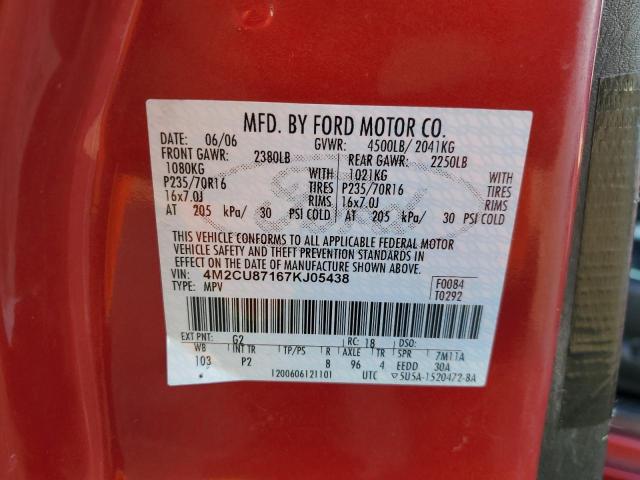 MFD. BY FORD MOTOR CO.
DATE: 06/06 GVWR: 4500LB/ 2041KG
FRONT GAWR: 2380LB REAR GAWR: 2250LB
1080KG 1021KG
P235/70R16 TIRES P235/70R16 TIRES
16x7.0J RIMS 16x7.0J RIMS
AT 205 kPa/ 30 PSI COLD AT 205 kPa/ 30 PSI COLD
THIS VEHICLE CONFORMS TO ALL APPLICABLE FEDERAL MOTOR
VEHICLE SAFETY AND THEFT PREVENTION STANDARDS IN
EFFECT ON THE DATE OF MANUFACTURE SHOWN ABOVE.
VIN: 4M2CU87167KJ05438 F0084
TYPE: MPV T0292
EXT PNT: G2 RC: 18 DSO:
WB INT TR TP/PS R AXLE TR SPR 7M11A
103 P2 8 96 4 EEDD 30A
1200606121101 UTC ▽5U5A-1520472-8A